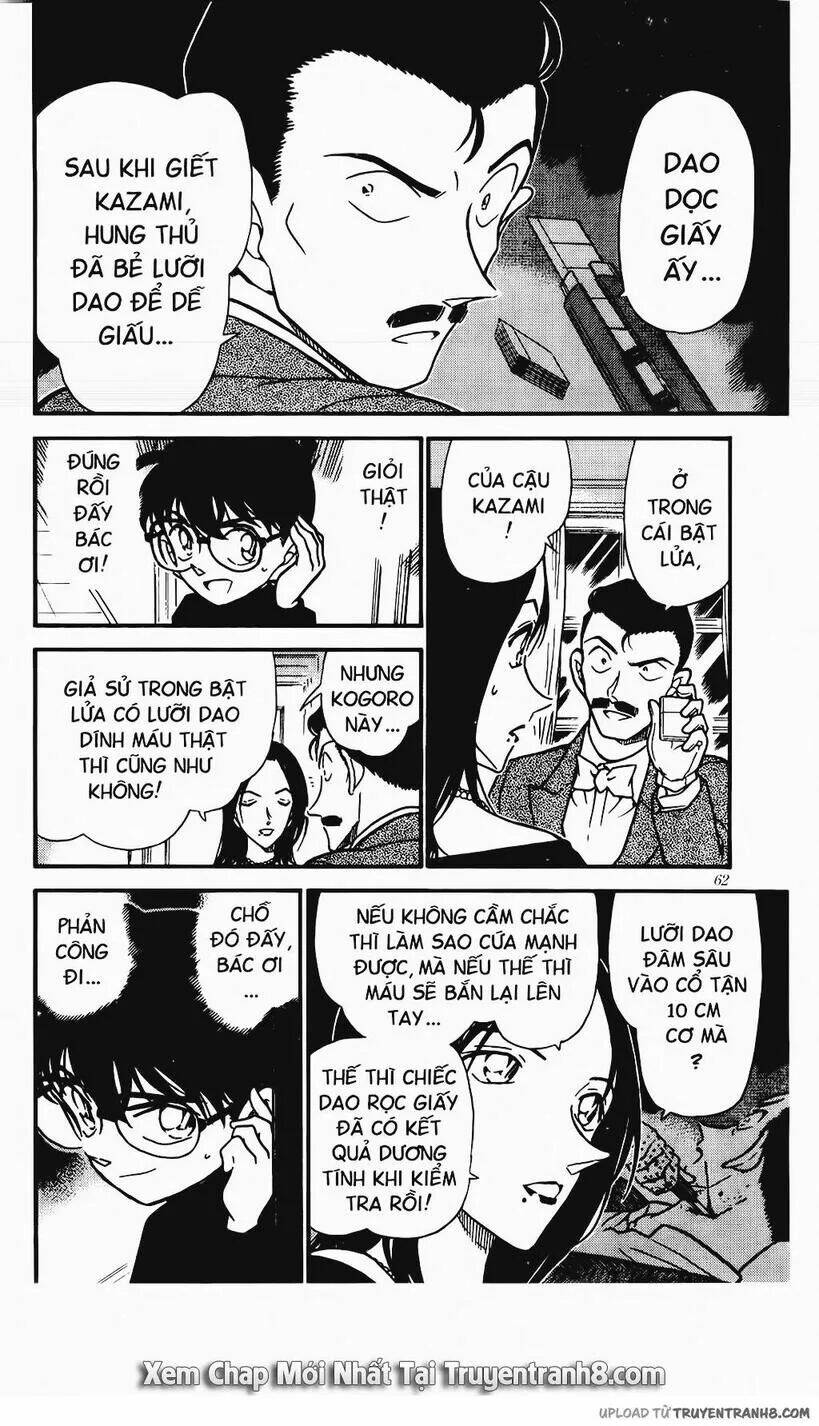 DAO
DỌC
GIẤY
ẤY...
SAU KHI GIẾT
KAZAMI,
HUNG THỦ
ĐÃ BẺ LƯỠI
DAO ĐỂ DỄ
GIẤU...
Ở
TRONG
CÁI BẬT
LỬA,
CỦA CẬU
KAZAMI
!
GIỎI
THẬT
!
ĐÚNG
RỒI
ĐẤY
BÁC
ƠI!
NHƯNG
KOGORO
NÀY...
GIẢ SỬ TRONG BẬT
LỬA CÓ LƯỠI DAO
DÍNH MÁU THẬT
THÌ CŨNG NHƯ
KHÔNG!
62
LƯỠI DAO
ĐÂM SÂU
VÀO CỔ TẬN
10 CM
CƠ MÀ
?
NẾU KHÔNG CẦM CHẮC
THÌ LÀM SAO CỨA MẠNH
ĐƯỢC, MÀ NẾU THẾ THÌ
MÁU SẼ BẮN LẠI LÊN
TAY...
THẾ THÌ CHIẾC
DAO RỌC GIẤY
ĐÃ CÓ KẾT
QUẢ DƯƠNG
TÍNH KHI KIỂM
TRA RỒI!
CHỖ
ĐÓ ĐẤY,
BÁC ƠI
...
PHẢN
CÔNG
ĐI...
Xem Chap Mới Nhất Tại Truyentranh8.com
UPLOAD TỪ TRUYENTRANH8.COM